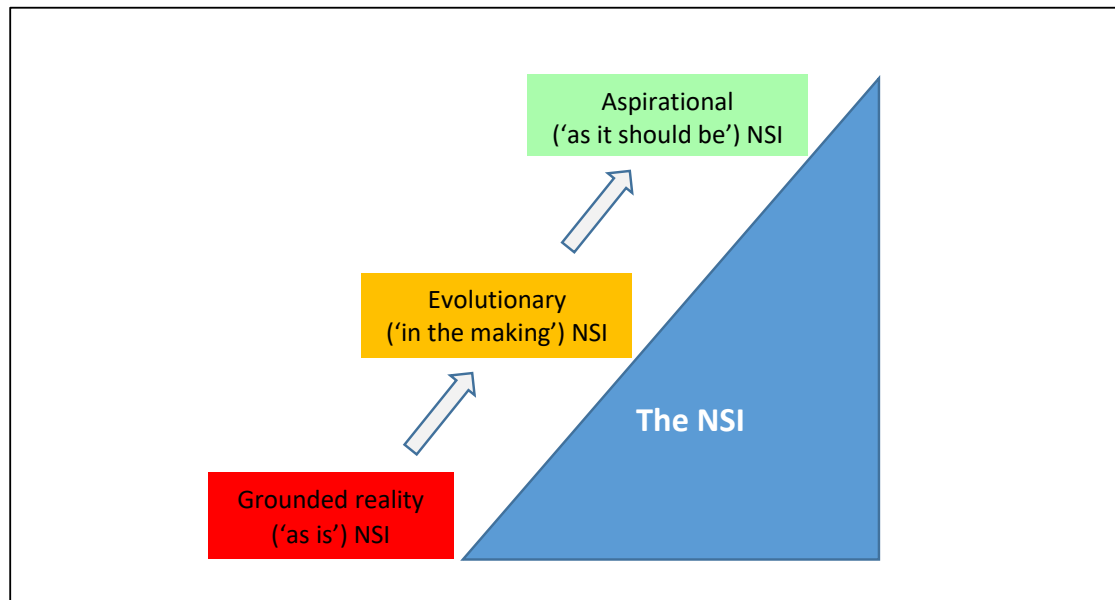 Aspirational
(‘as it should be’) NSI
Evolutionary
(‘in the making’) NSI
The NSI
Grounded reality
(‘as is’) NSI